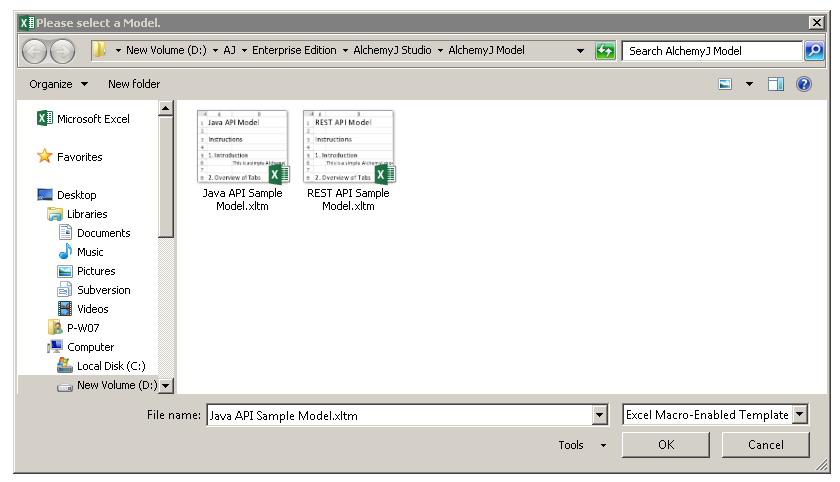 Please select a Model.
New Volume (D:) AJ Enterprise Edition AlchemyJ Studio AlchemyJ Model
Search AlchemyJ Model
Organize New folder
Microsoft Excel
Favorites
Desktop
Libraries
Documents
Music
Pictures
Subversion
Videos
P-W07
Computer
Local Disk (C:)
New Volume (D:)
Java API Model
Instructions
1. Introduction
This is a simple Alchemy
2. Overview of Tabs
Java API Sample
Model.xltm
REST API Model
Instructions
1. Introduction
This is a simple Alchemy
2. Overview of Tabs
REST API Sample
Model.xltm
File name: Java API Sample Model.xltm Excel Macro-Enabled Template
Tools OK Cancel